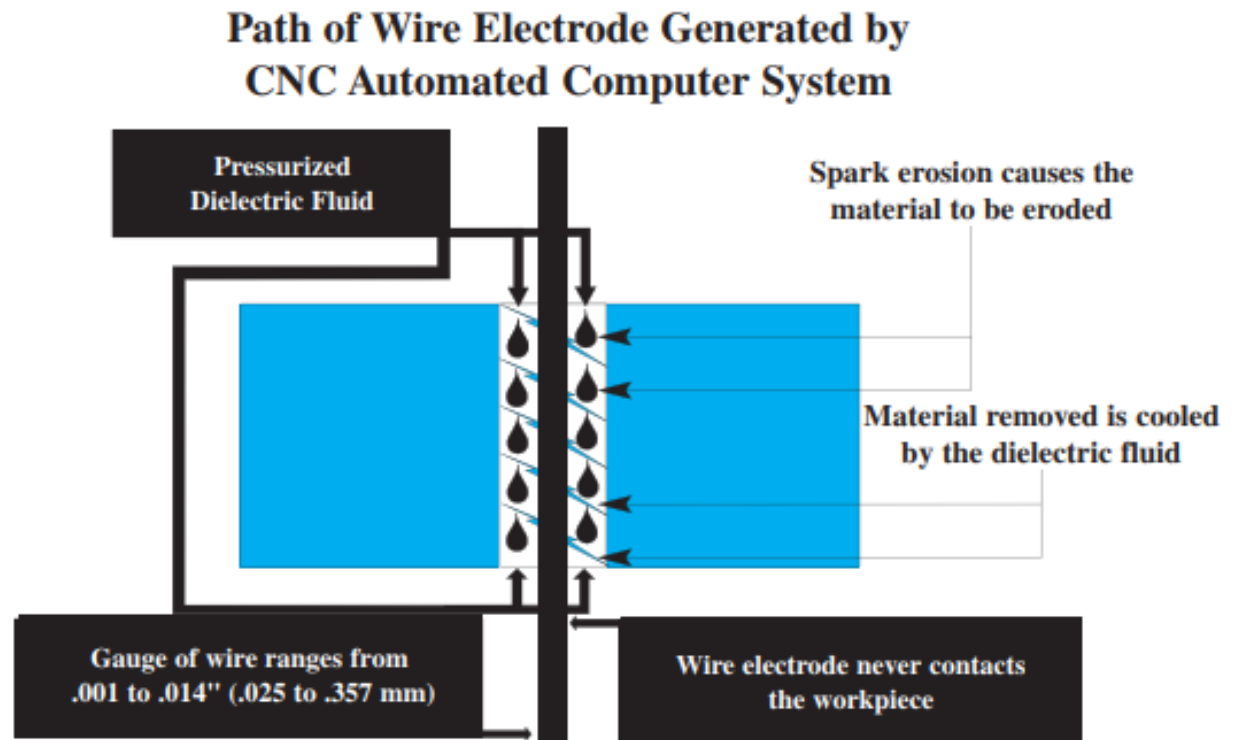 Path of Wire Electrode Generated by
CNC Automated Computer System
Pressurized
Dielectric Fluid
Spark erosion causes the
material to be eroded
Material removed is cooled
by the dielectric fluid
Gauge of wire ranges from
.001 to .014" (.025 to .357 mm)
Wire electrode never contacts
the workpiece